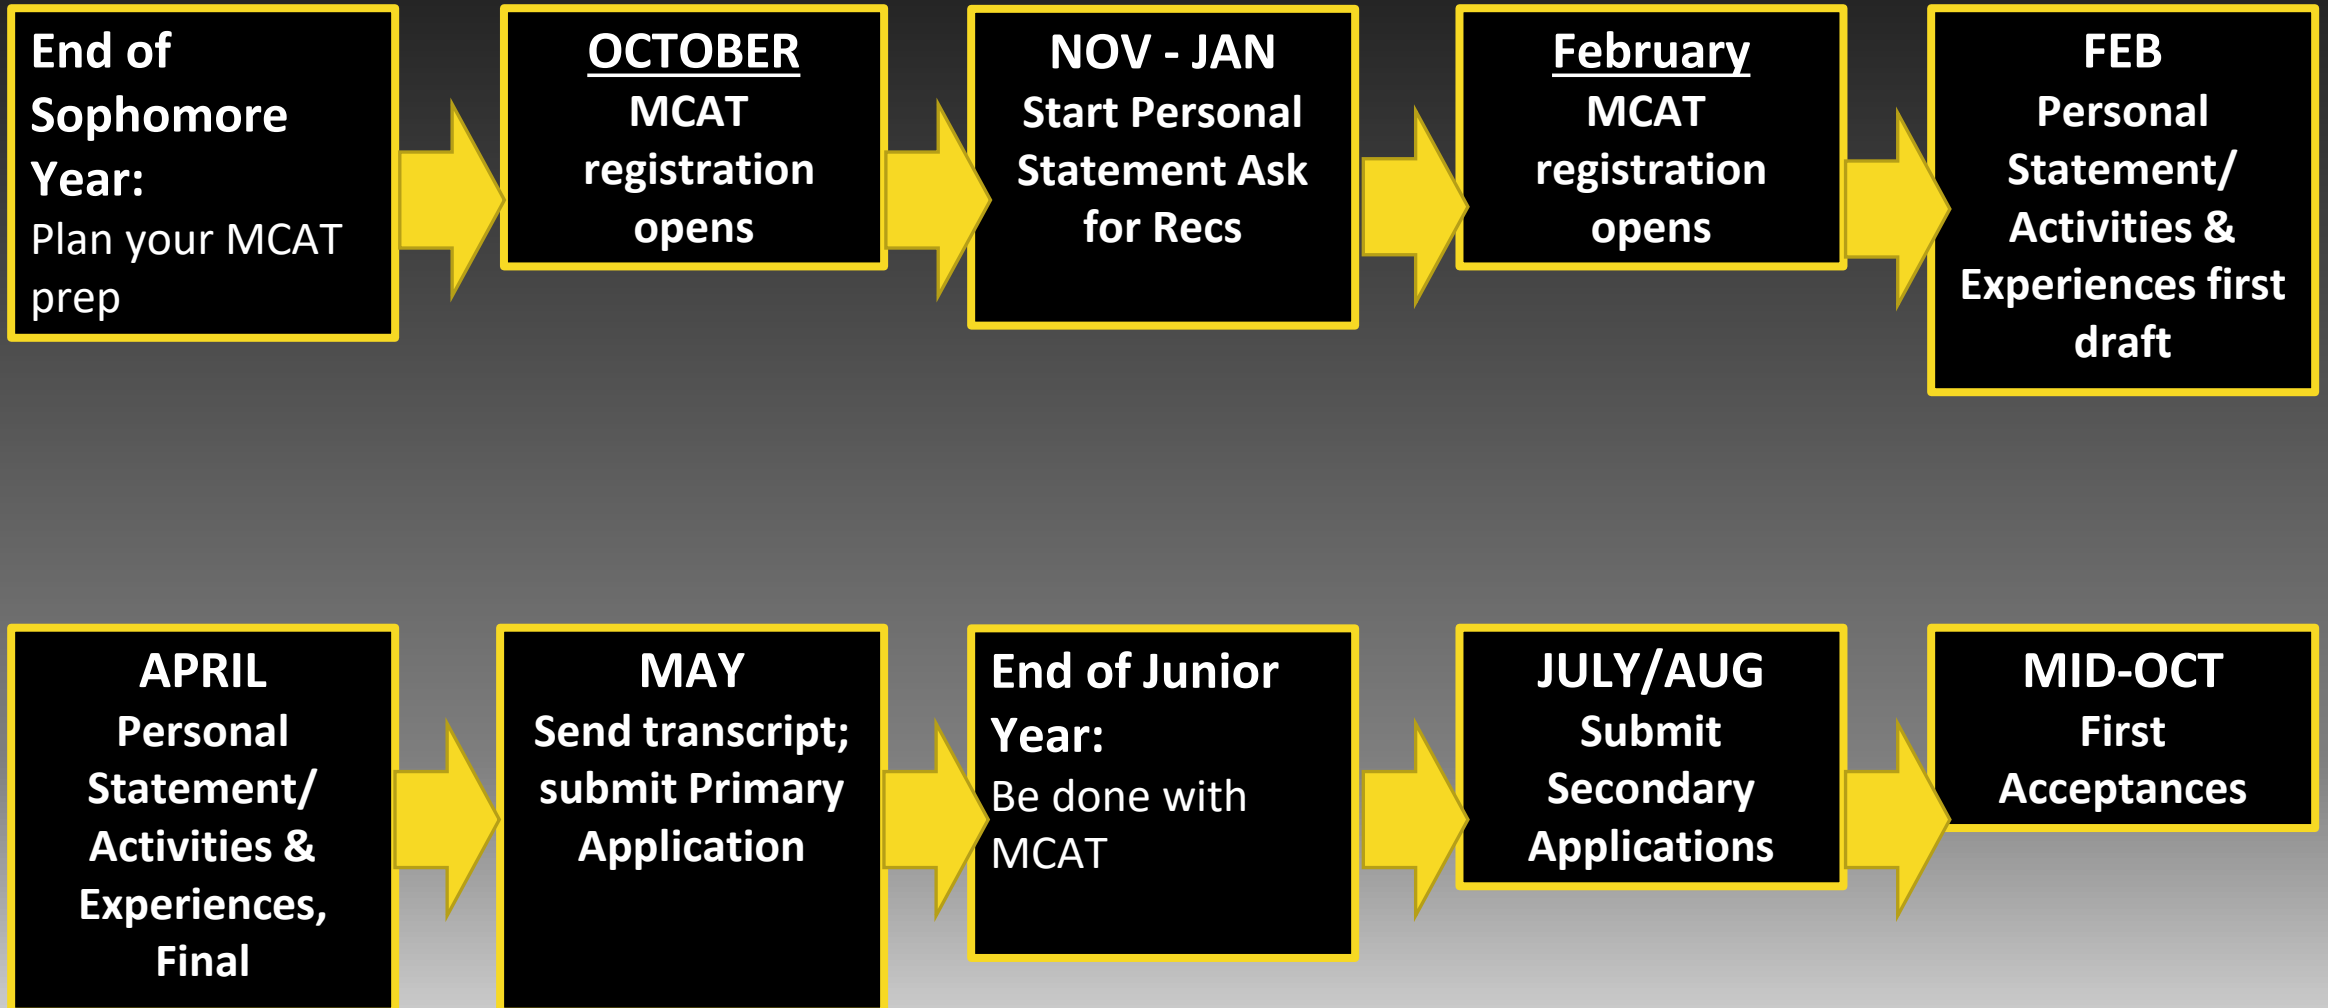 End of
Sophomore
Year:
Plan your MCAT
prep
OCTOBER
MCAT
registration
opens
NOV - JAN
Start Personal
Statement Ask
for Recs
February
MCAT
registration
opens
FEB
Personal
Statement/
Activities &
Experiences first
draft
APRIL
Personal
Statement/
Activities &
Experiences,
Final
MAY
Send transcript;
submit Primary
Application
End of Junior
Year:
Be done with
MCAT
JULY/AUG
Submit
Secondary
Applications
MID-OCT
First
Acceptances